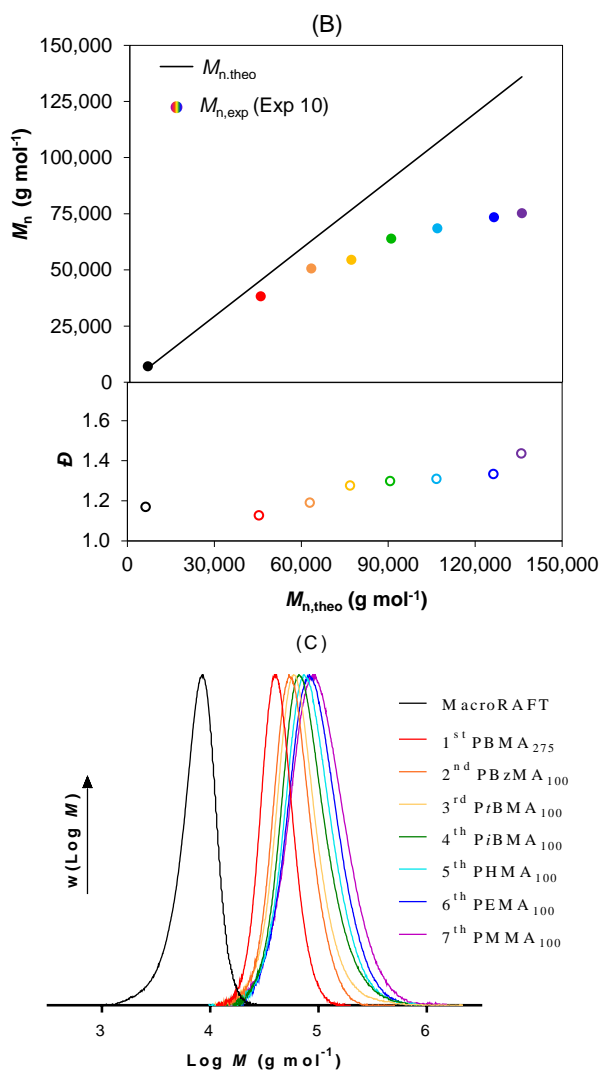 (B)
150,000
125,000
100,000
75,000
50,000
25,000
0
Mₙ (g mol⁻¹)
Mₙ.ₜₕₑₒ
Mₙ,ₑₓₚ (Exp 10)
1.6
1.4
1.2
1.0
Đ
0 30,000 60,000 90,000 120,000 150,000
Mₙ,ₜₕₑₒ (g mol⁻¹)
(C)
w(Log M)
MacroRAFT
1ˢᵗ PBMA₂₇₅
2ⁿᵈ PBzMA₁₀₀
3ʳᵈ PtBMA₁₀₀
4ᵗʰ PiBMA₁₀₀
5ᵗʰ PHMA₁₀₀
6ᵗʰ PEMA₁₀₀
7ᵗʰ PMMA₁₀₀
3 4 5 6
Log M (g mol⁻¹)